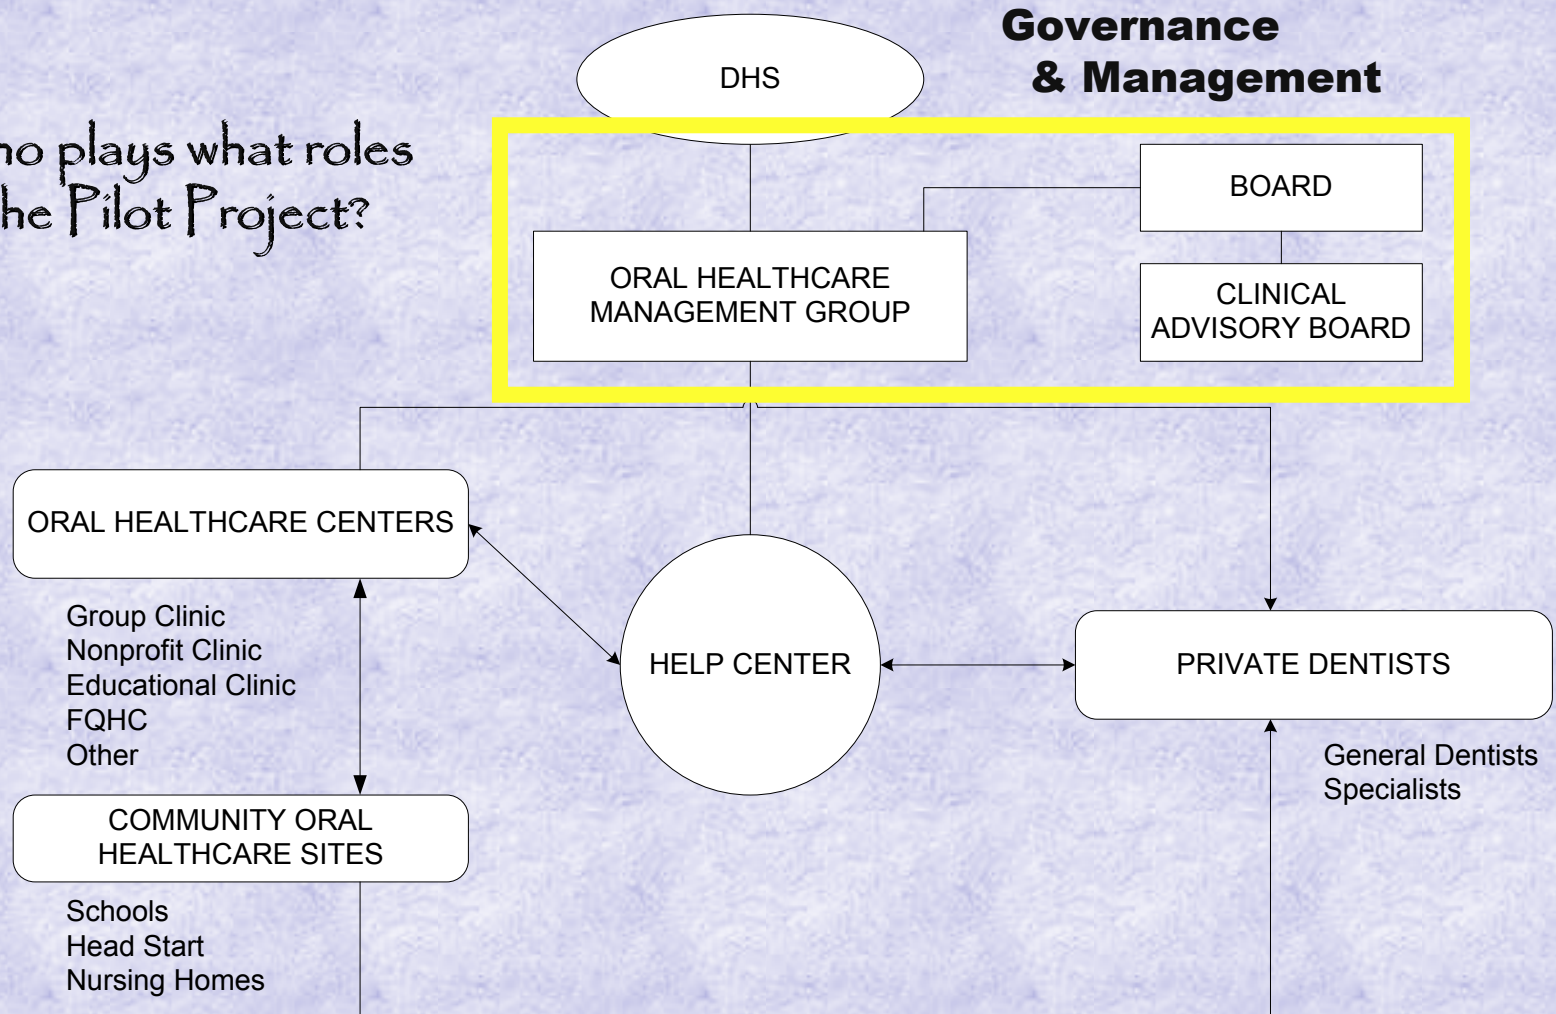 Governance
& Management
DHS
plays what roles
Pilot Project?
BOARD
ORAL HEALTHCARE
MANAGEMENT GROUP
CLINICAL
ADVISORY BOARD
ORAL HEALTHCARE CENTERS
Group Clinic
Nonprofit Clinic
Educational Clinic
FQHC
Other
HELP CENTER
PRIVATE DENTISTS
General Dentists
Specialists
COMMUNITY ORAL
HEALTHCARE SITES
Schools
Head Start
Nursing Homes